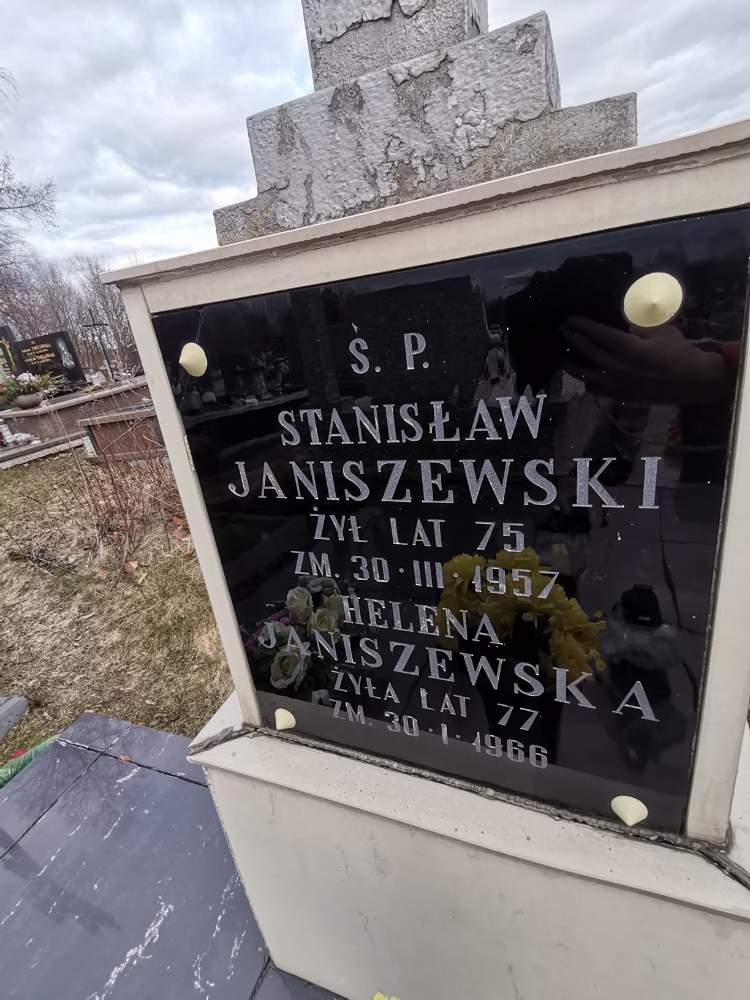 Ś. P.
STANISŁAW
JANISZEWSKI
ŻYŁ LAT 75
ZM. 30·III·1957
HELENA
JANISZEWSKA
ŻYŁA LAT 77
ZM. 30·I·1966